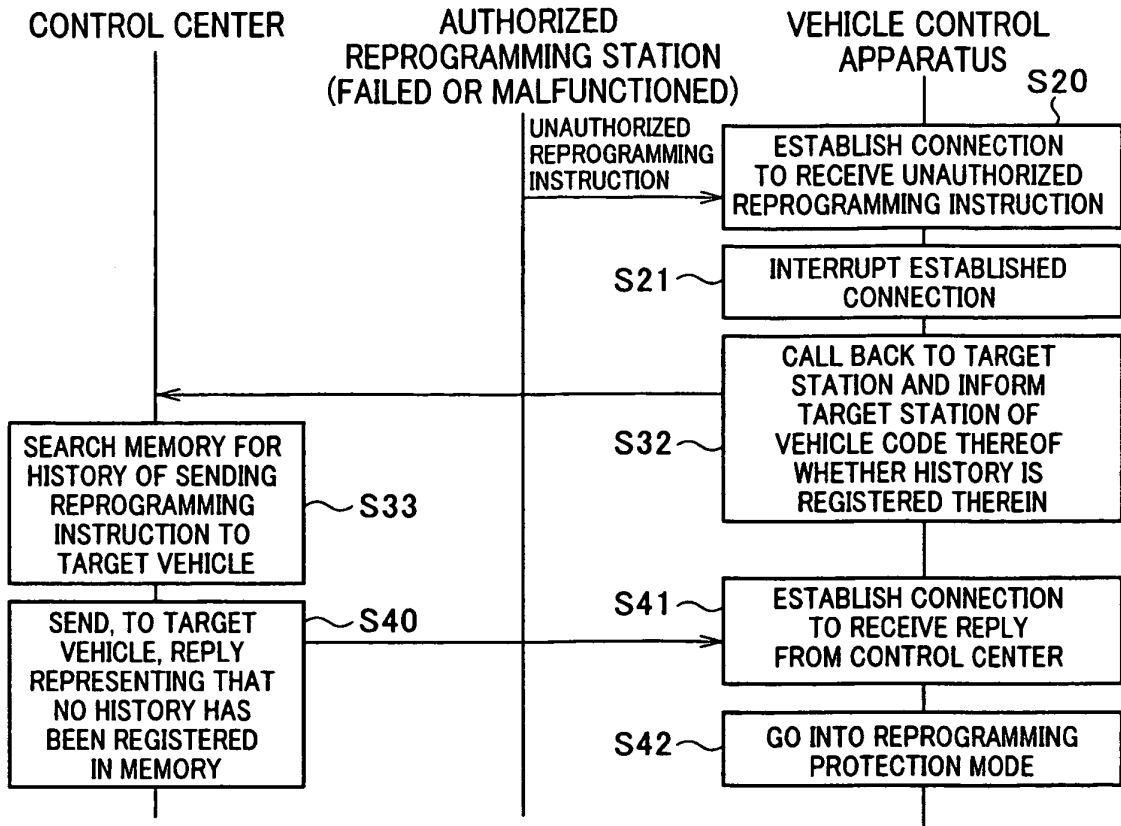 CONTROL CENTER
AUTHORIZED
REPROGRAMMING STATION
(FAILED OR MALFUNCTIONED)
VEHICLE CONTROL
APPARATUS
S20
UNAUTHORIZED
REPROGRAMMING
INSTRUCTION
ESTABLISH CONNECTION
TO RECEIVE UNAUTHORIZED
REPROGRAMMING INSTRUCTION
S21
INTERRUPT ESTABLISHED
CONNECTION
S32
CALL BACK TO TARGET
STATION AND INFORM
TARGET STATION OF
VEHICLE CODE THEREOF
WHETHER HISTORY IS
REGISTERED THEREIN
SEARCH MEMORY FOR
HISTORY OF SENDING
REPROGRAMMING
INSTRUCTION TO
TARGET VEHICLE
S33
SEND, TO TARGET
VEHICLE, REPLY
REPRESENTING THAT
NO HISTORY HAS
BEEN REGISTERED
IN MEMORY
S40
S41
ESTABLISH CONNECTION
TO RECEIVE REPLY
FROM CONTROL CENTER
S42
GO INTO REPROGRAMMING
PROTECTION MODE